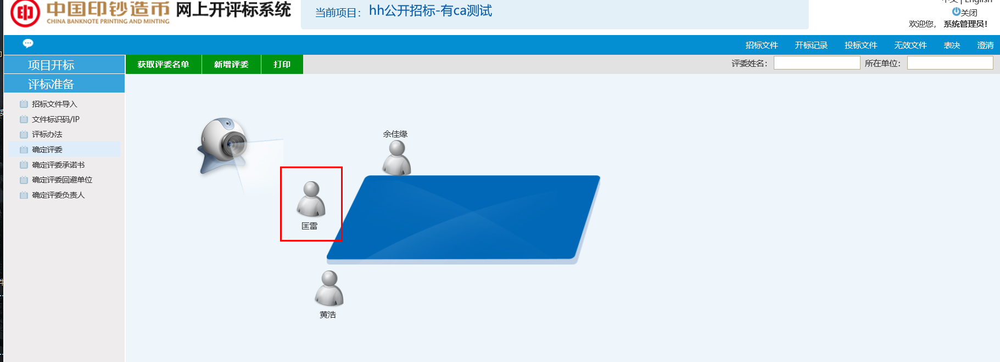 中国印钞造币
CHINA BANKNOTE PRINTING AND MINTING
网上开评标系统
当前项目： hh公开招标-有ca测试
中文 | English
关闭
欢迎您， 系统管理员！
招标文件 开标记录 投标文件 无效文件 表决 澄清
项目开标
评标准备
招标文件导入
文件标识码/IP
评标办法
确定评委
确定评委承诺书
确定评委回避单位
确定评委负责人
获取评委名单 新增评委 打印
评委姓名： 所在单位：
余佳缘
匡雷
黄浩